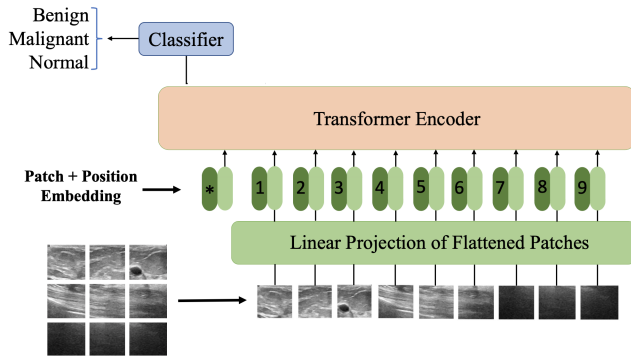 Benign
Malignant
Normal
Classifier
Transformer Encoder
Patch + Position
Embedding
* 1 2 3 4 5 6 7 8 9
Linear Projection of Flattened Patches